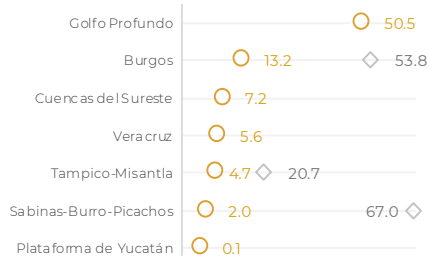 Golfo Profundo 50.5
Burgos 13.2 53.8
Cuencas del Sureste 7.2
Veracruz 5.6
Tampico-Misantla 4.7 20.7
Sabinas-Burro-Picachos 2.0 67.0
Plataforma de Yucatán 0.1